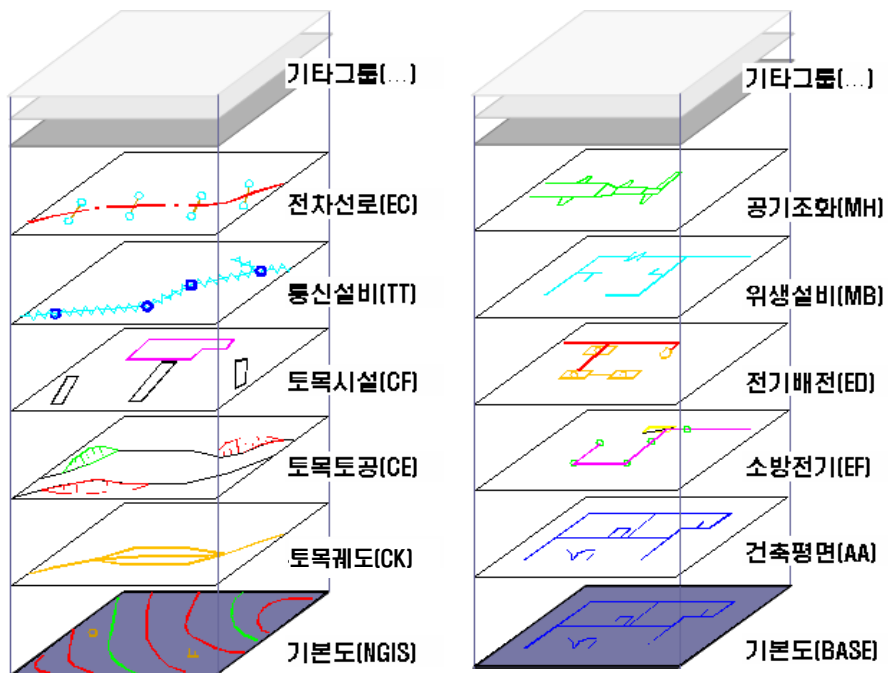 기타그룹(...)
전차선로(EC)
통신설비(TT)
토목시설(CF)
토목토공(CE)
토목궤도(CK)
기본도(NGIS)
기타그룹(...)
공기조화(MH)
위생설비(MB)
전기배전(ED)
소방전기(EF)
건축평면(AA)
기본도(BASE)